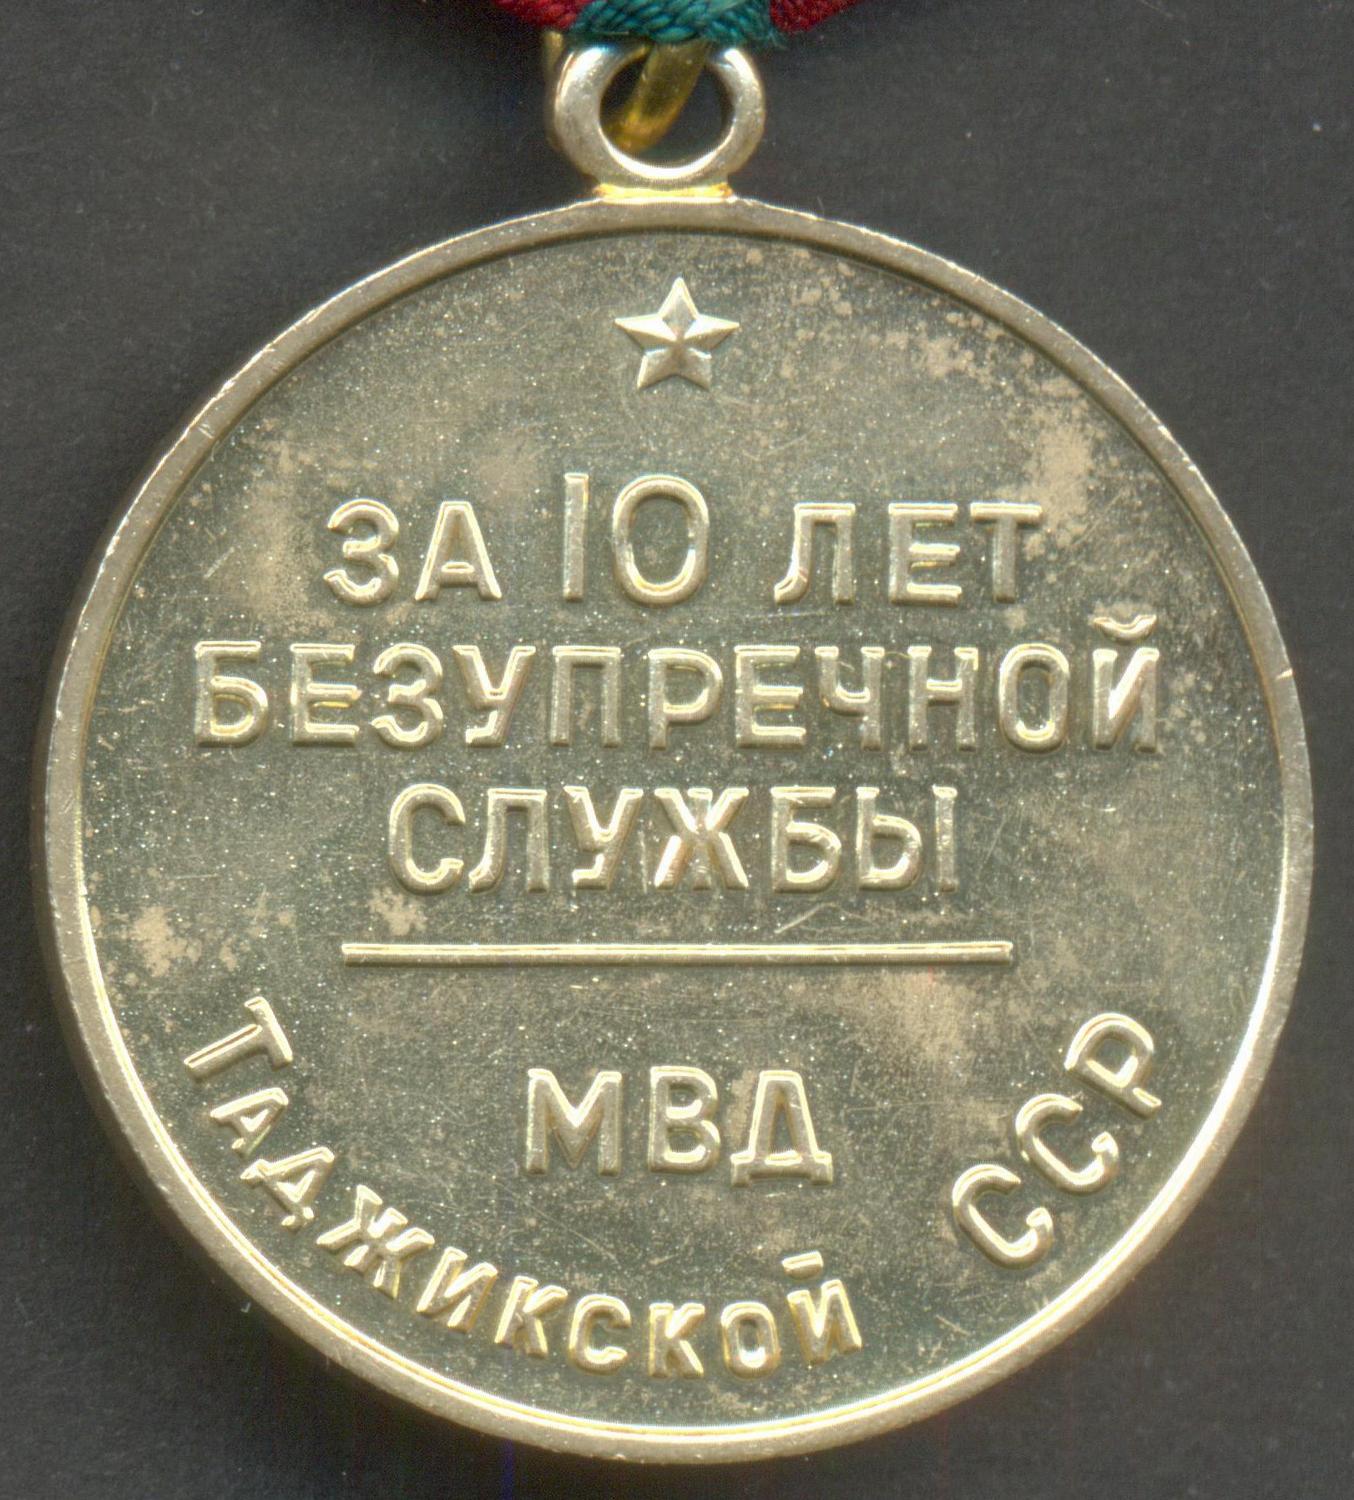 ЗА 10 ЛЕТ
БЕЗУПРЕЧНОЙ
СЛУЖБЫ
МВД
ТАДЖИКСКОЙ ССР